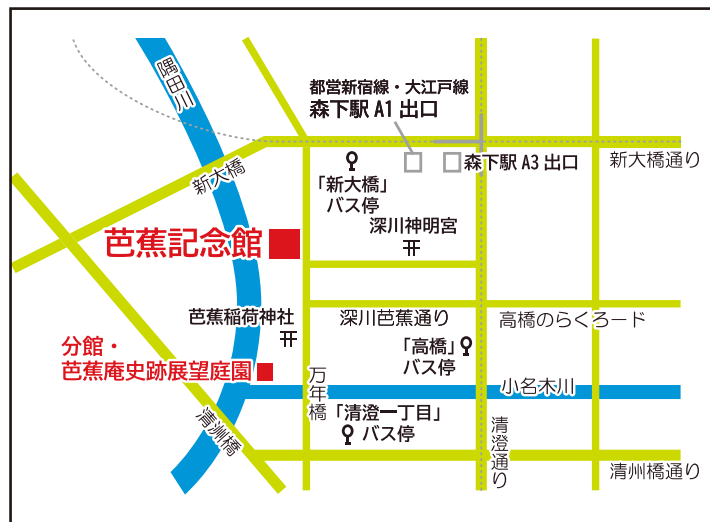 隅田川
都営新宿線・大江戸線
森下駅 A1 出口
新大橋
「新大橋」
バス停
森下駅 A3 出口
新大橋通り
深川神明宮
芭蕉記念館
芭蕉稲荷神社
深川芭蕉通り
高橋のらくろード
分館・
芭蕉庵史跡展望庭園
「高橋」
バス停
万年橋
小名木川
清洲橋
「清澄一丁目」
バス停
清澄通り
清州橋通り